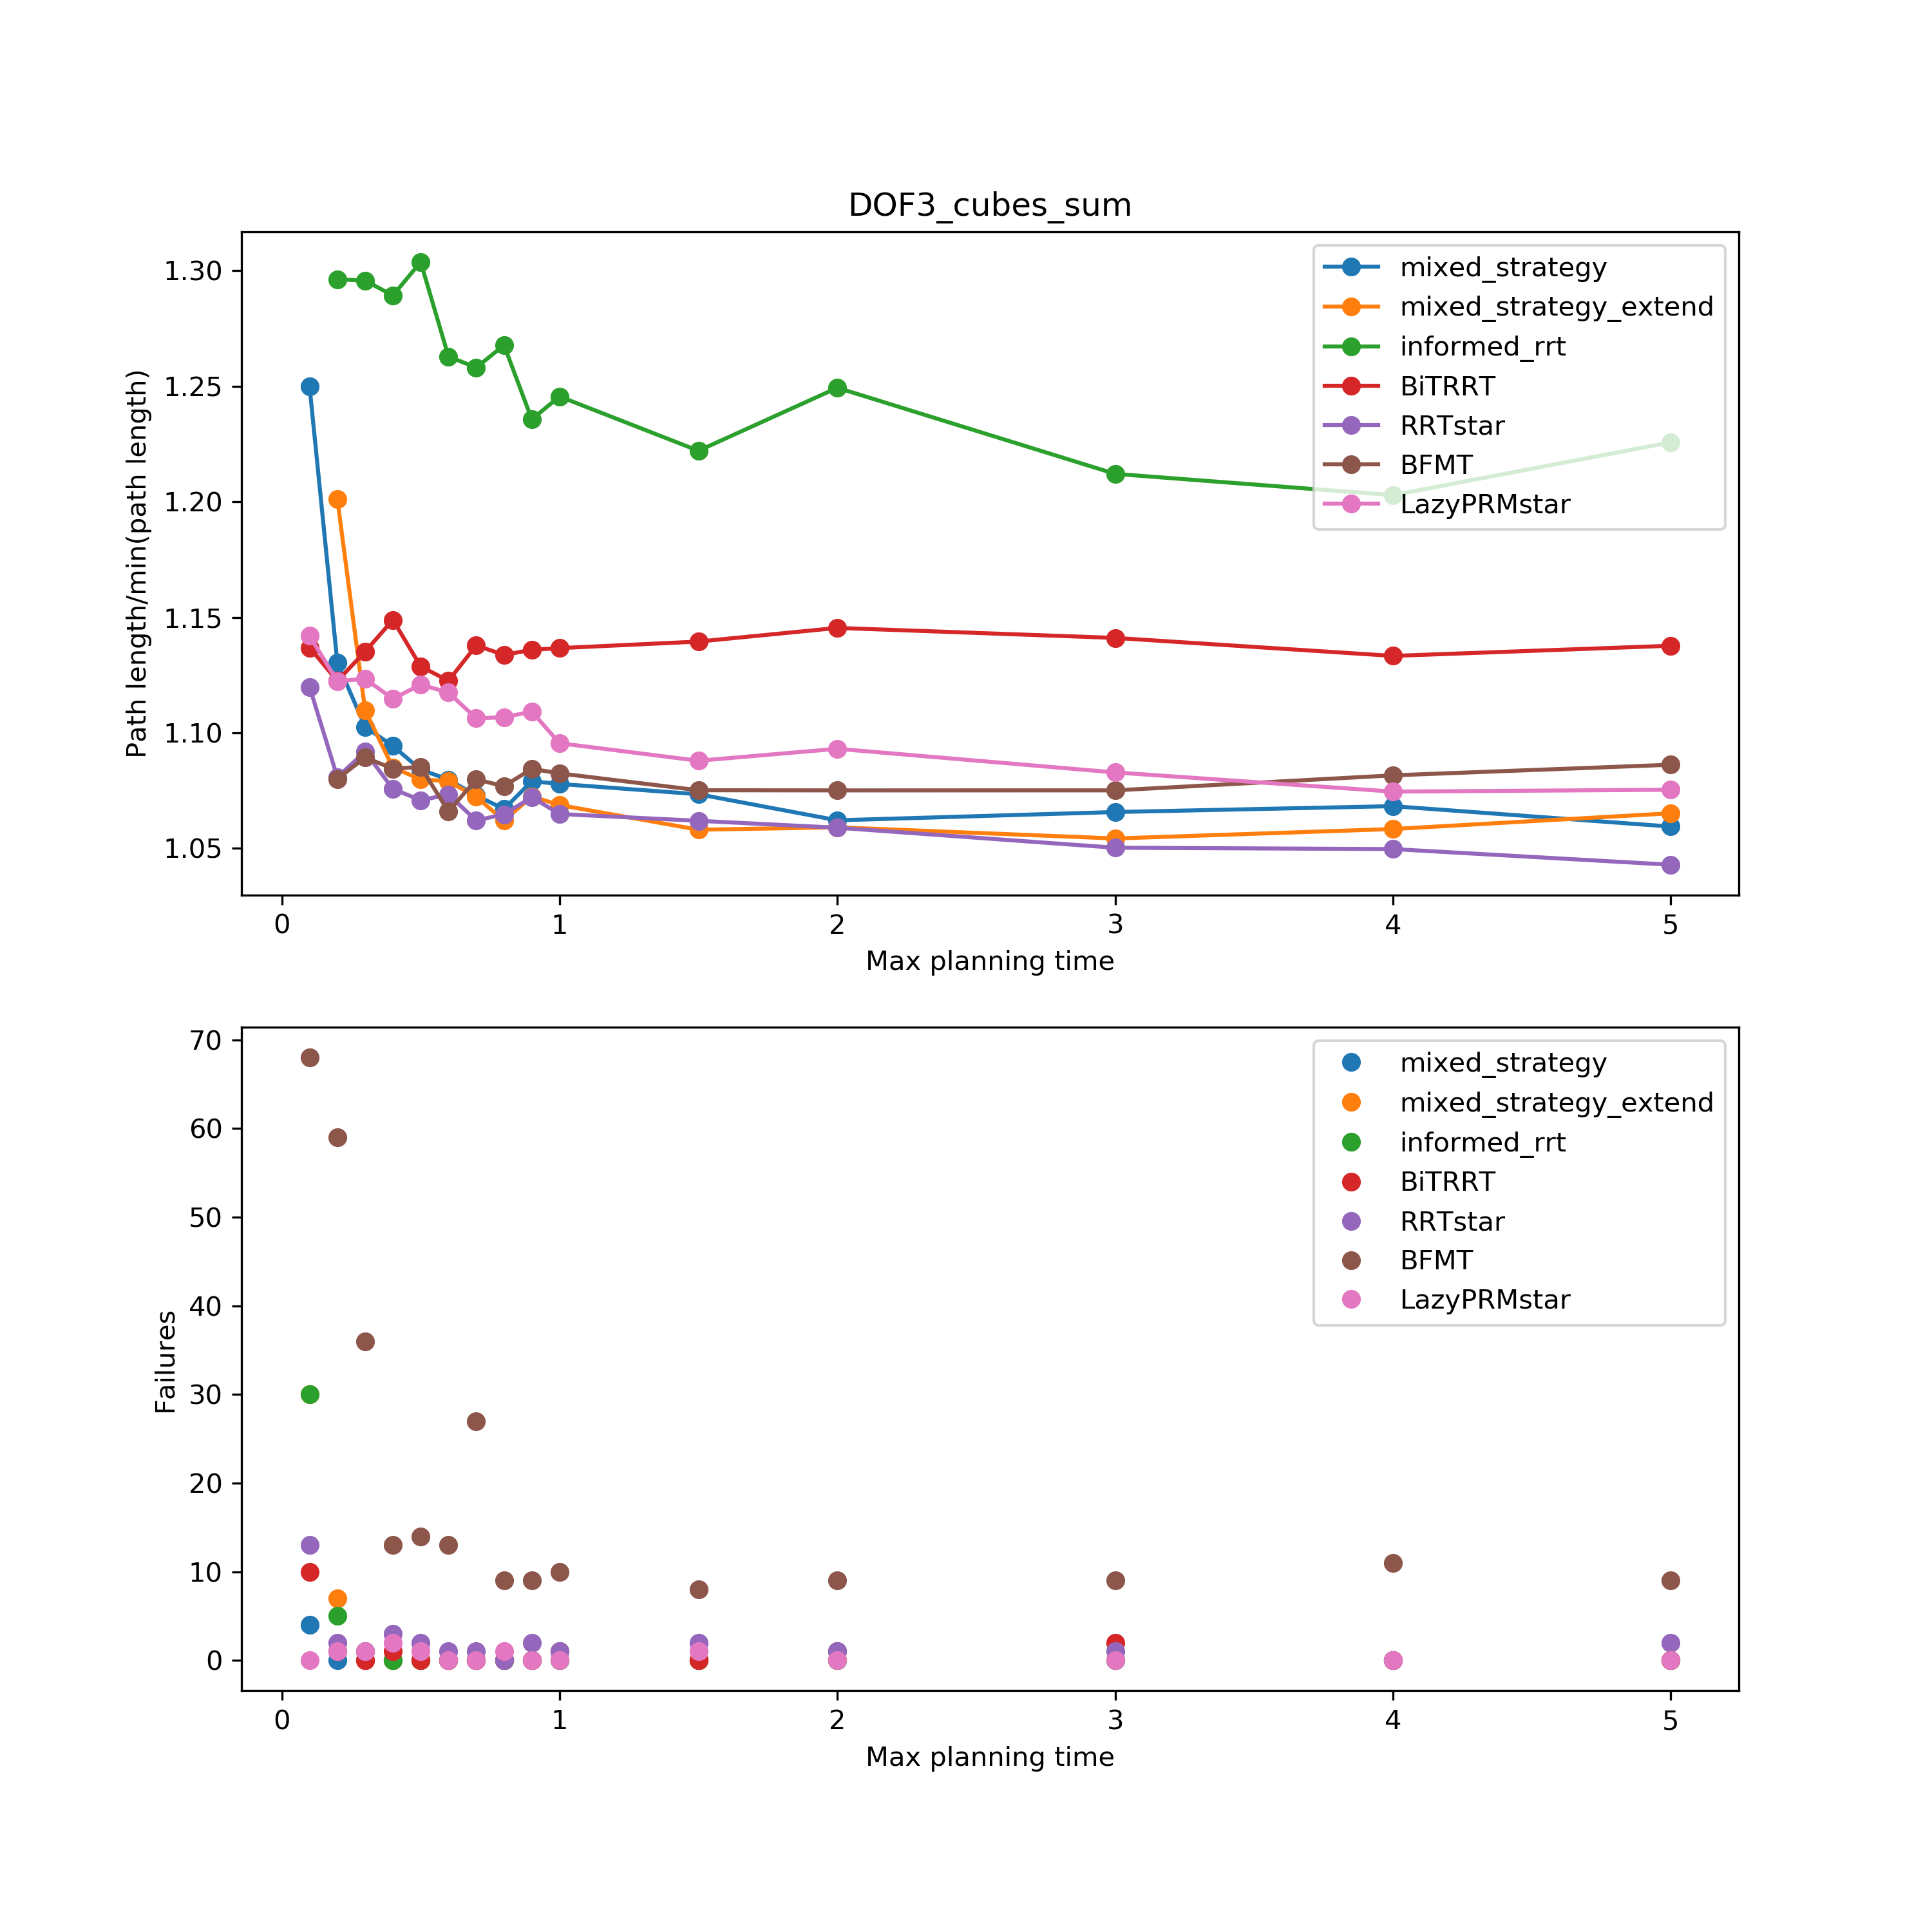 DOF3_cubes_sum
1.30
1.25
1.20
1.15
1.10
1.05
Path length/min(path length)
mixed_strategy
mixed_strategy_extend
informed_rrt
BiTRRT
RRTstar
BFMT
LazyPRMstar
0 1 2 3 4 5
Max planning time
70
60
50
40
30
20
10
0
Failures
mixed_strategy
mixed_strategy_extend
informed_rrt
BiTRRT
RRTstar
BFMT
LazyPRMstar
0 1 2 3 4 5
Max planning time